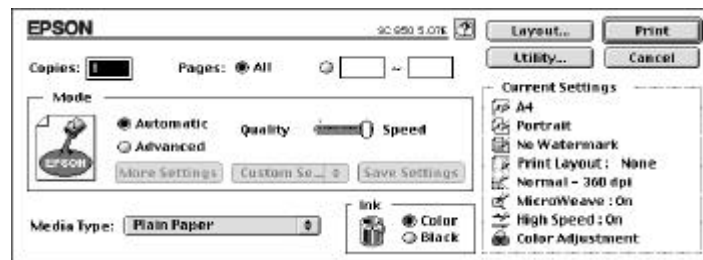 EPSON
SC 950 5.07E
Layout...
Print
Utility...
Cancel
Copies: 1
Pages: All ~
Mode
EPSON
Automatic
Advanced
Quality Speed
More Settings
Custom Se...
Save Settings
Media Type: Plain Paper
Ink
Color
Black
Current Settings
A4
Portrait
No Watermark
Print Layout : None
Normal - 360 dpi
MicroWeave : On
High Speed : On
Color Adjustment